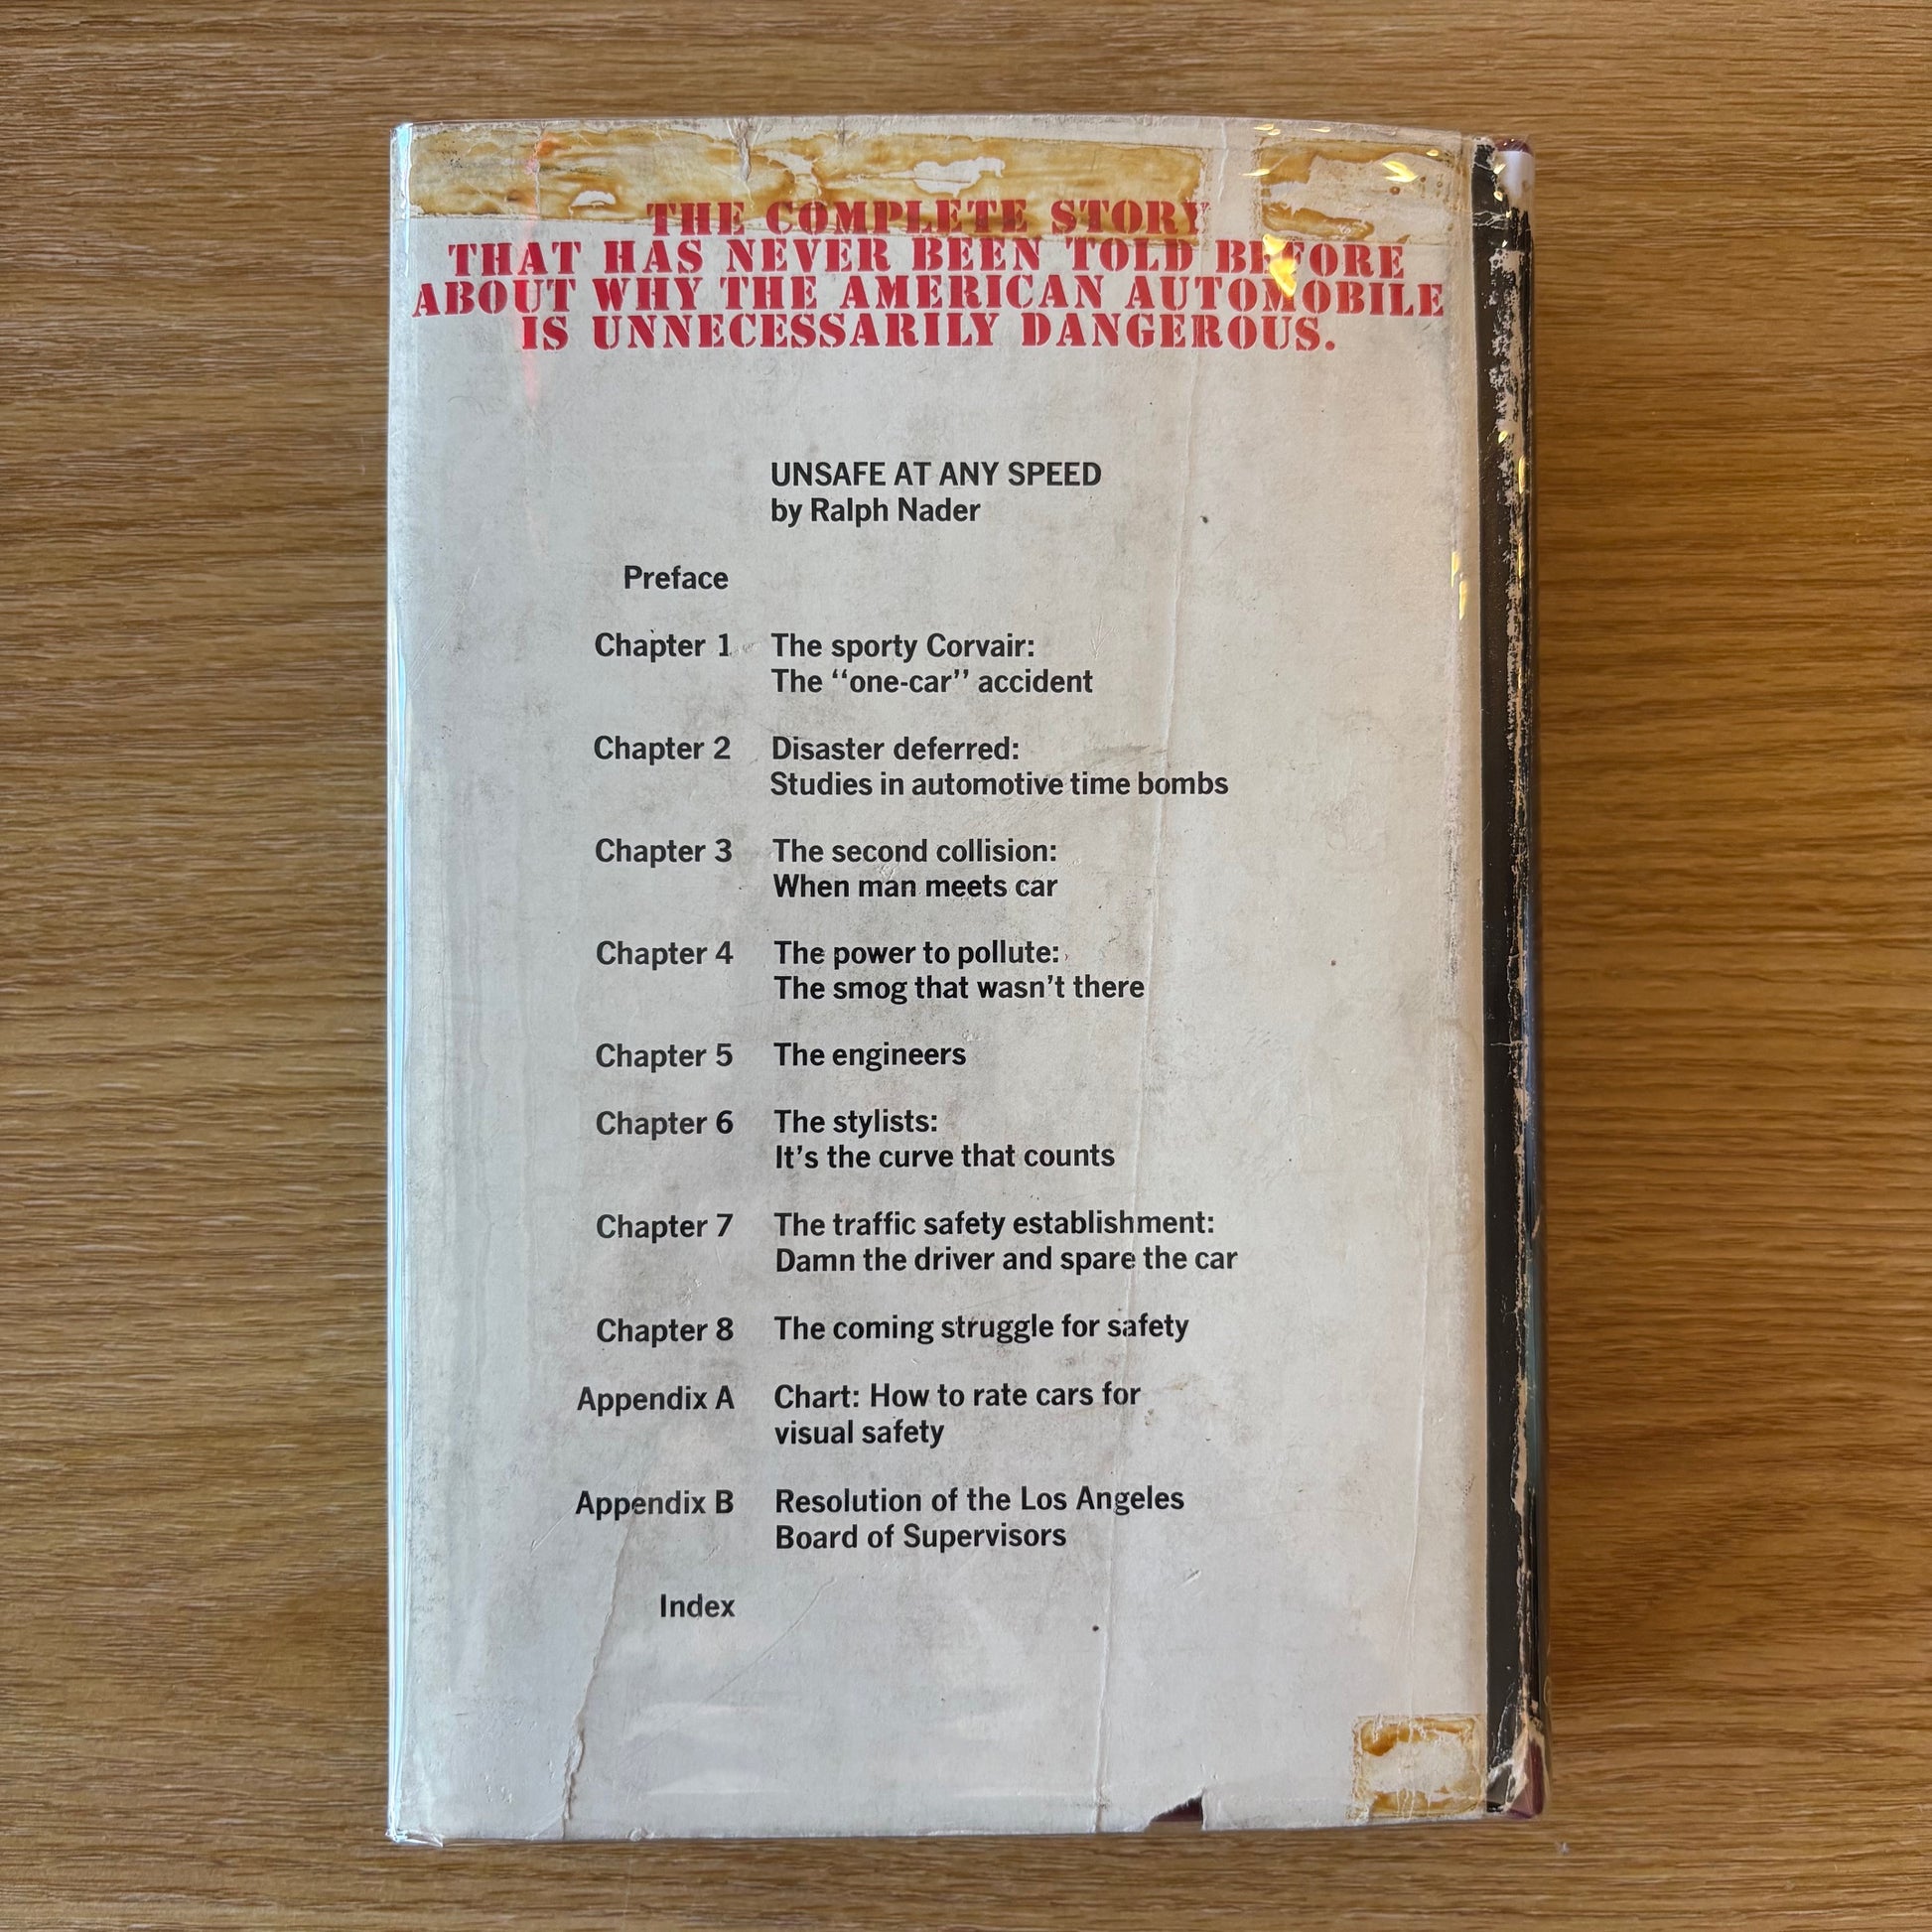 THE COMPLETE STORY
THAT HAS NEVER BEEN TOLD BEFORE
ABOUT WHY THE AMERICAN AUTOMOBILE
IS UNNECESSARILY DANGEROUS.
UNSAFE AT ANY SPEED
by Ralph Nader
Preface
Chapter 1 The sporty Corvair:
The “one-car” accident
Chapter 2 Disaster deferred:
Studies in automotive time bombs
Chapter 3 The second collision:
When man meets car
Chapter 4 The power to pollute:
The smog that wasn’t there
Chapter 5 The engineers
Chapter 6 The stylists:
It’s the curve that counts
Chapter 7 The traffic safety establishment:
Damn the driver and spare the car
Chapter 8 The coming struggle for safety
Appendix A Chart: How to rate cars for
visual safety
Appendix B Resolution of the Los Angeles
Board of Supervisors
Index